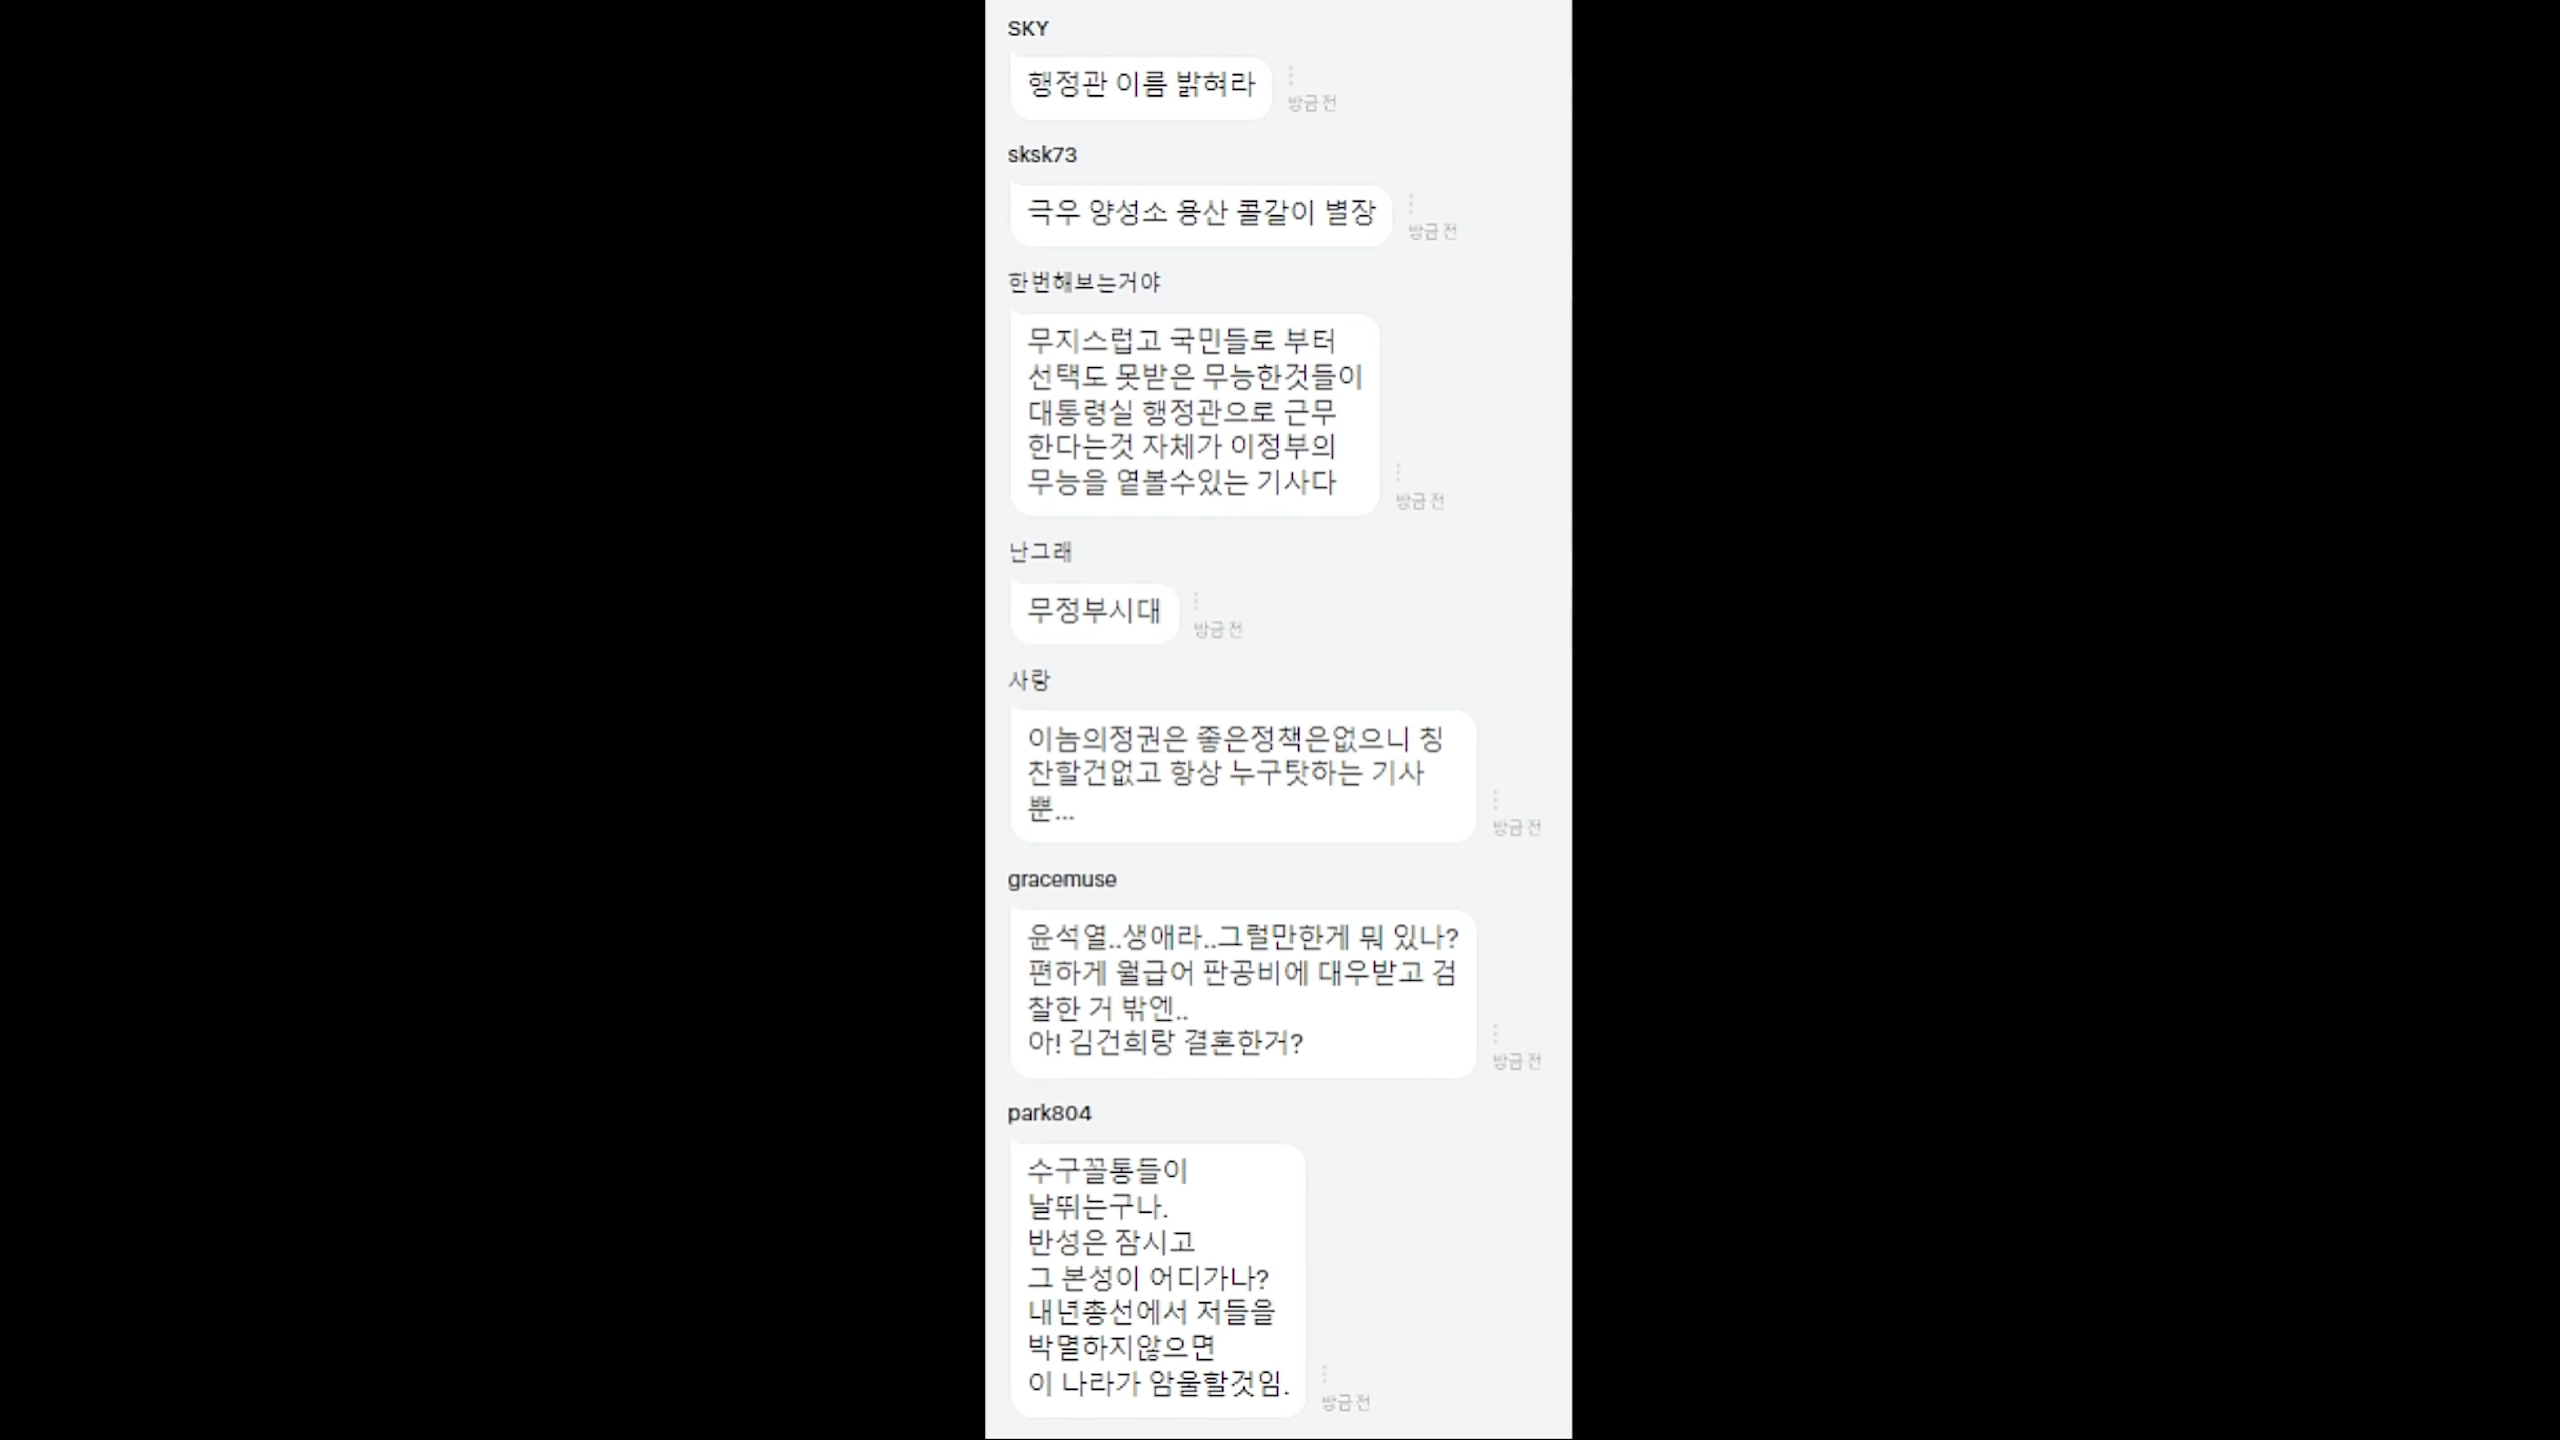 SKY
행정관 이름 밝혀라
방금 전
sksk73
극우 양성소 용산 콜갈이 별장
방금 전
한번해보는거야
무지스럽고 국민들로 부터
선택도 못받은 무능한것들이
대통령실 행정관으로 근무
한다는것 자체가 이정부의
무능을 옅볼수있는 기사다
방금 전
난그래
무정부시대
방금 전
사랑
이놈의정권은 좋은정책은없으니 칭
찬할건없고 항상 누구탓하는 기사
뿐...
방금 전
gracemuse
윤석열..생애라..그럴만한게 뭐 있나?
편하게 월급어 판공비에 대우받고 검
찰한 거 밖엔..
아! 김건희랑 결혼한거?
방금 전
park804
수구꼴통들이
날뛰는구나.
반성은 잠시고
그 본성이 어디가나?
내년총선에서 저들을
박멸하지않으면
이 나라가 암울할것임.
방금 전